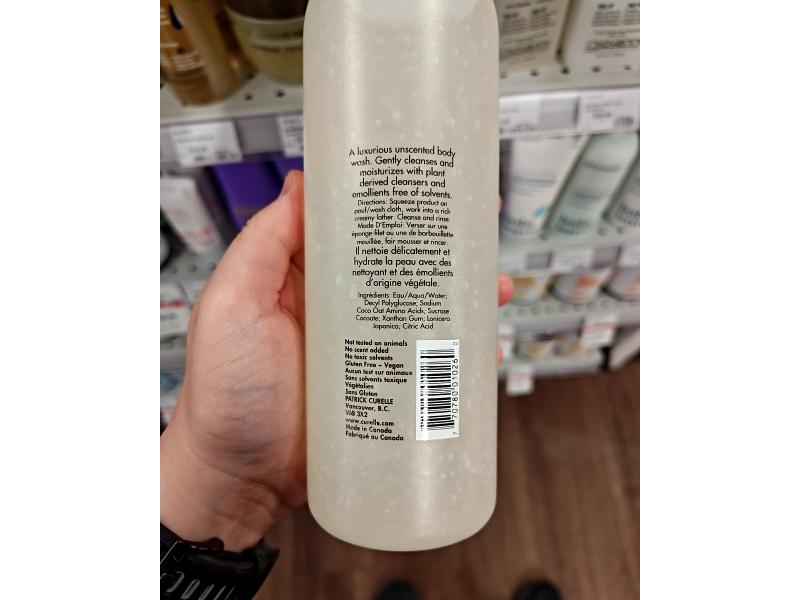 A luxurious unscented body
wash. Gently cleanses and
moisturizes with plant
derived cleansers and
emollients free of solvents.
Directions: Squeeze product on
pouf/wash cloth, work into a rich
creamy lather. Cleanse and rinse.
Mode D'Emploi: Verser sur une
éponge-filet ou une de barbouillette
mouillée, fair mousser et rincer.
Il nettoie délicatement et
hydrate la peau avec des
nettoyant et des émollients
d'origine végétale.
Ingrédients: Eau/Aqua/Water;
Decyl Polyglucose; Sodium
Coco Oat Amino Acids; Sucrose
Cocoate; Xanthan Gum; Lonicera
Japonica; Citric Acid
Not tested on animals
No scent added
No toxic solvents
Gluten Free - Vegan
Aucun test sur animaux
Sans solvants toxique
Végétalien
Sans Gluten
PATRICK CURELLE
Vancouver, B.C.
V6B 3X2
www.curelle.com
Made in Canada
Fabriqué au Canada
7 70780 01026 0